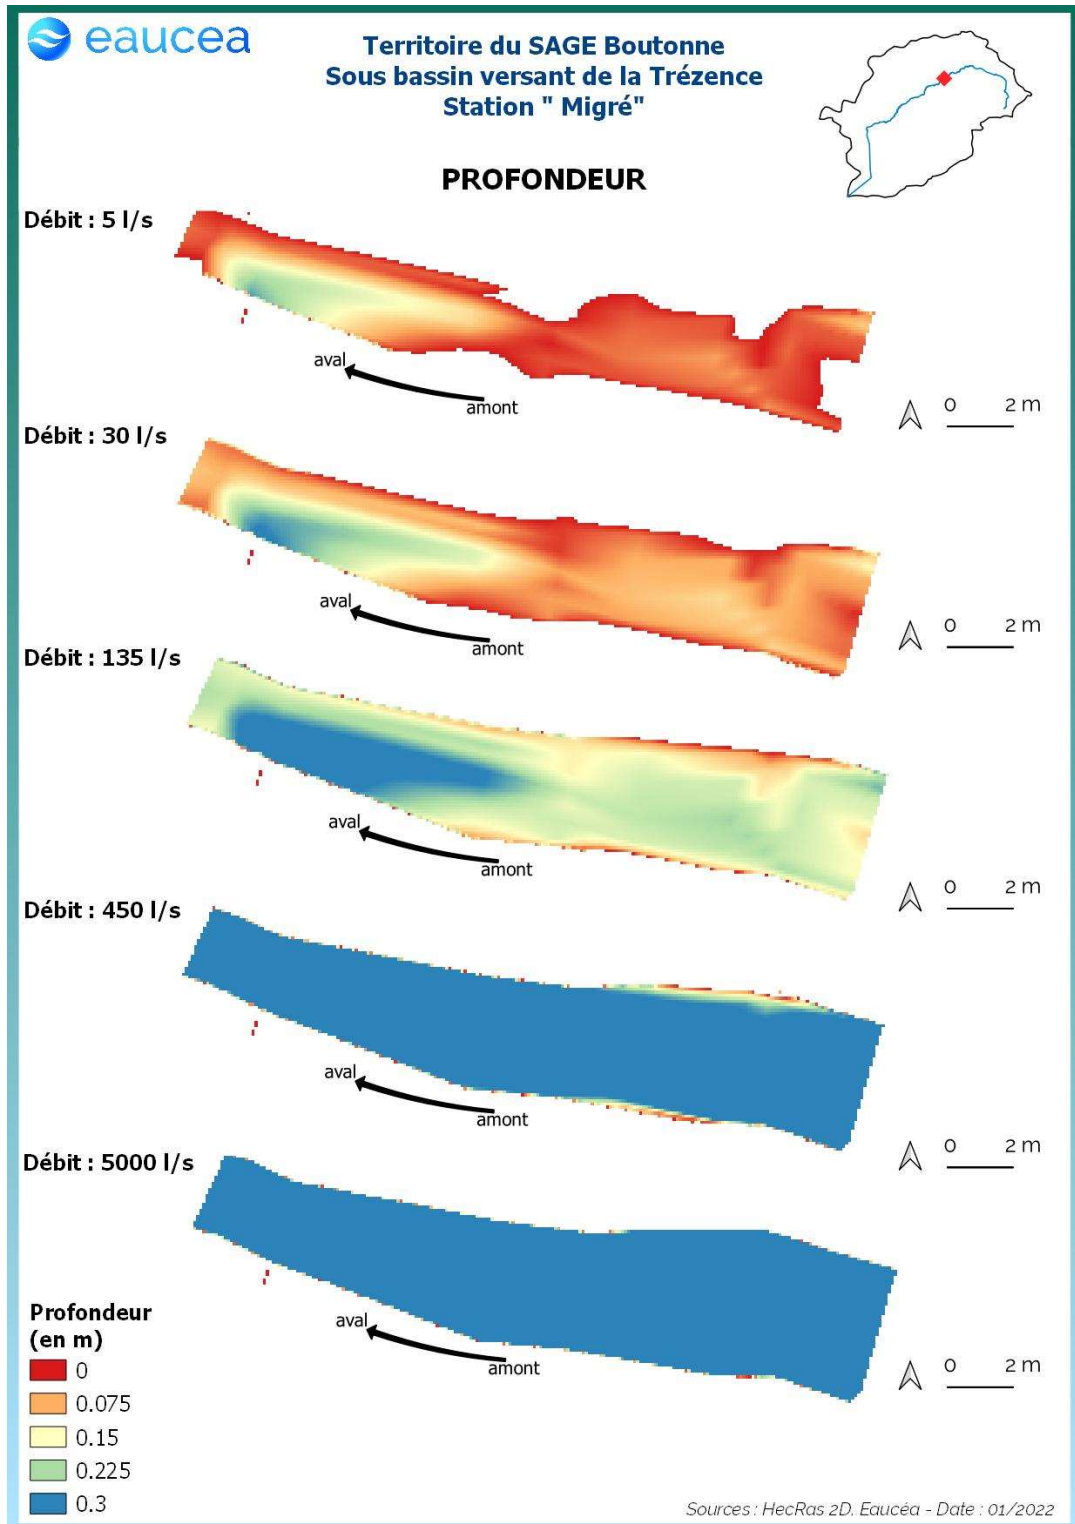 eaucea
Territoire du SAGE Boutonne
Sous bassin versant de la Trézence
Station " Migré"
PROFONDEUR
Débit : 5 l/s
aval
amont
0 2 m
Débit : 30 l/s
aval
amont
0 2 m
Débit : 135 l/s
aval
amont
0 2 m
Débit : 450 l/s
aval
amont
0 2 m
Débit : 5000 l/s
aval
amont
0 2 m
Profondeur
(en m)
0
0.075
0.15
0.225
0.3
Sources : HecRas 2D, Eaucéa - Date : 01/2022